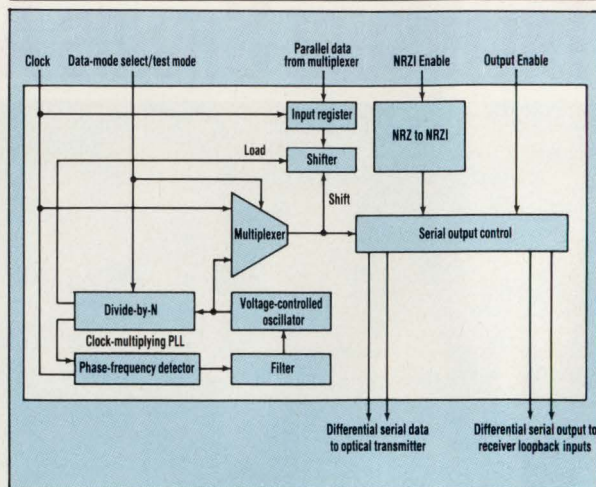 Clock
Data-mode select/test mode
Parallel data
from multiplexer
NRZI Enable
Output Enable
Input register
NRZ to NRZI
Load
Shifter
Shift
Multiplexer
Serial output control
Divide-by-N
Voltage-controlled
oscillator
Clock-multiplying PLL
Phase-frequency detector
Filter
Differential serial data
to optical transmitter
Differential serial output to
receiver loopback inputs